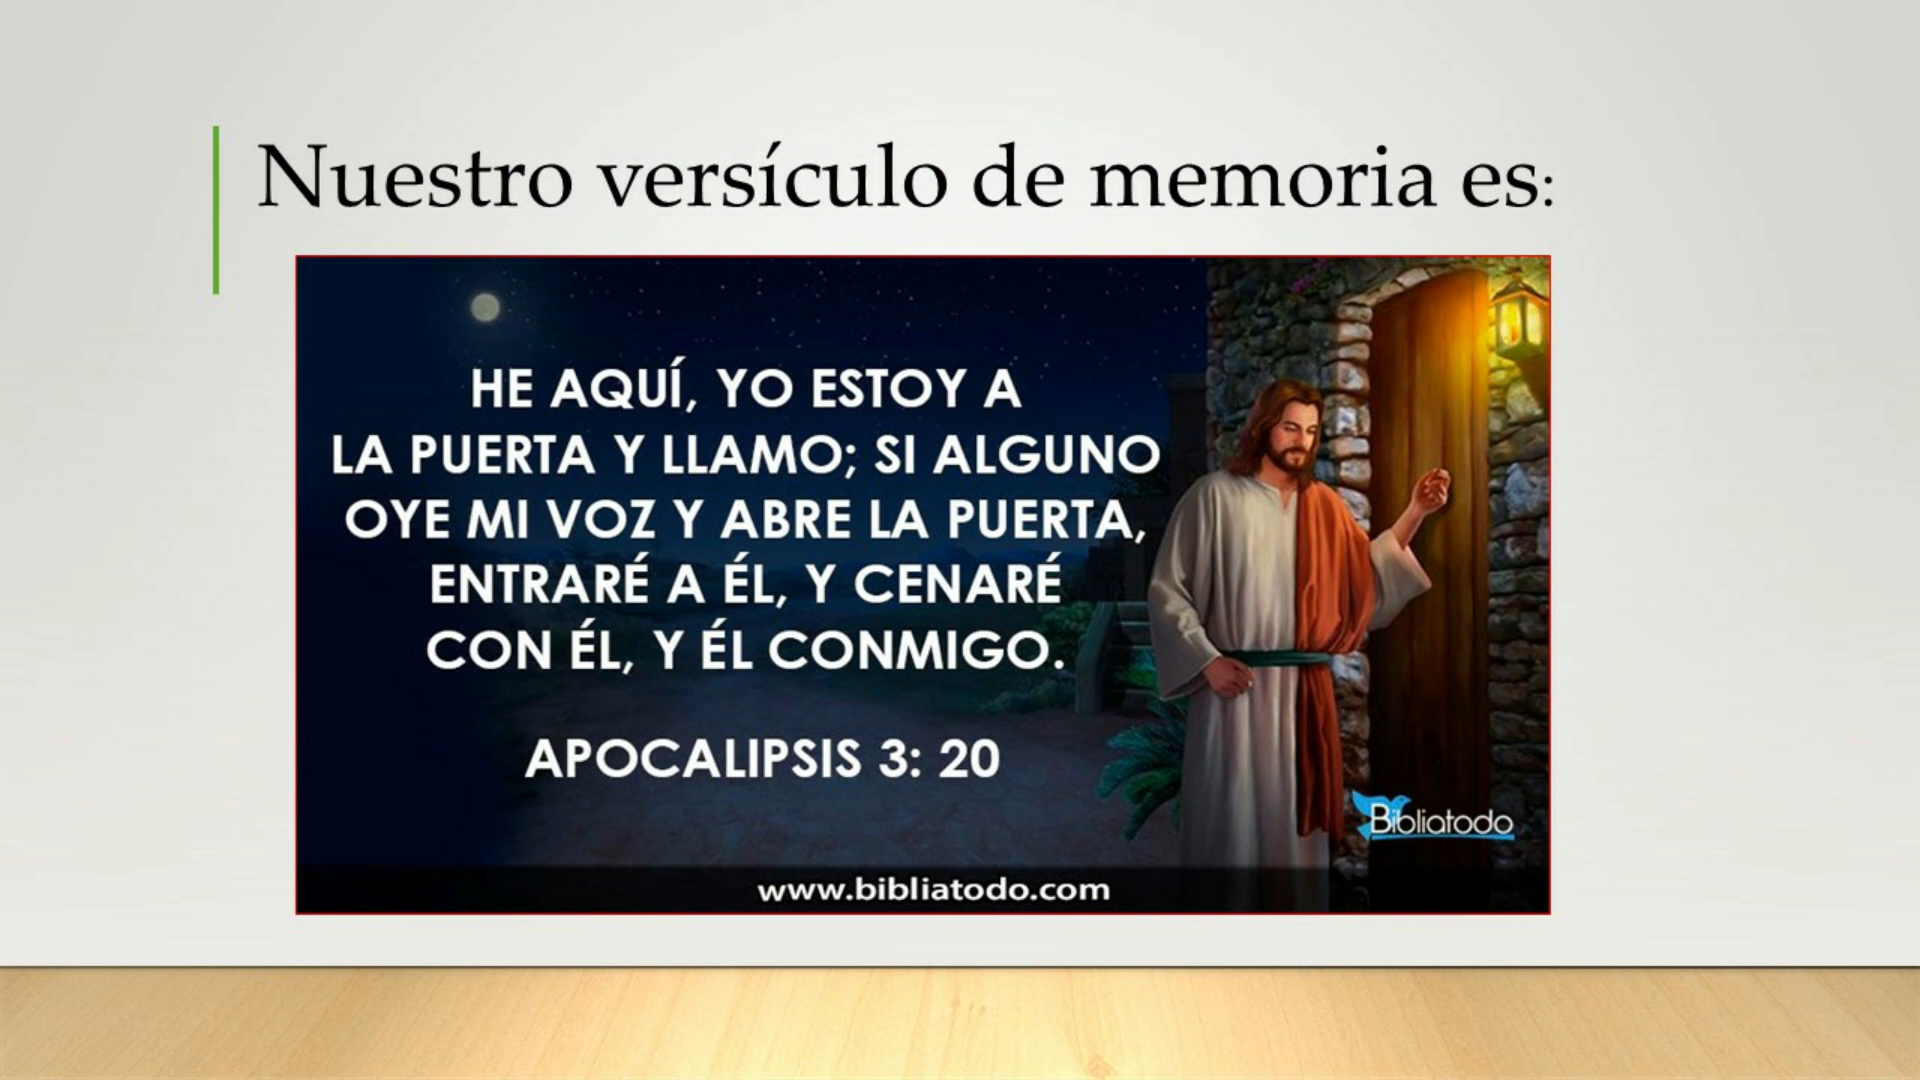 Nuestro versículo de memoria es:
HE AQUÍ, YO ESTOY A
LA PUERTA Y LLAMO; SI ALGUNO
OYE MI VOZ Y ABRE LA PUERTA,
ENTRARÉ A ÉL, Y CENARÉ
CON ÉL, Y ÉL CONMIGO.
APOCALIPSIS 3: 20
Bibliatodo
www.bibliatodo.com